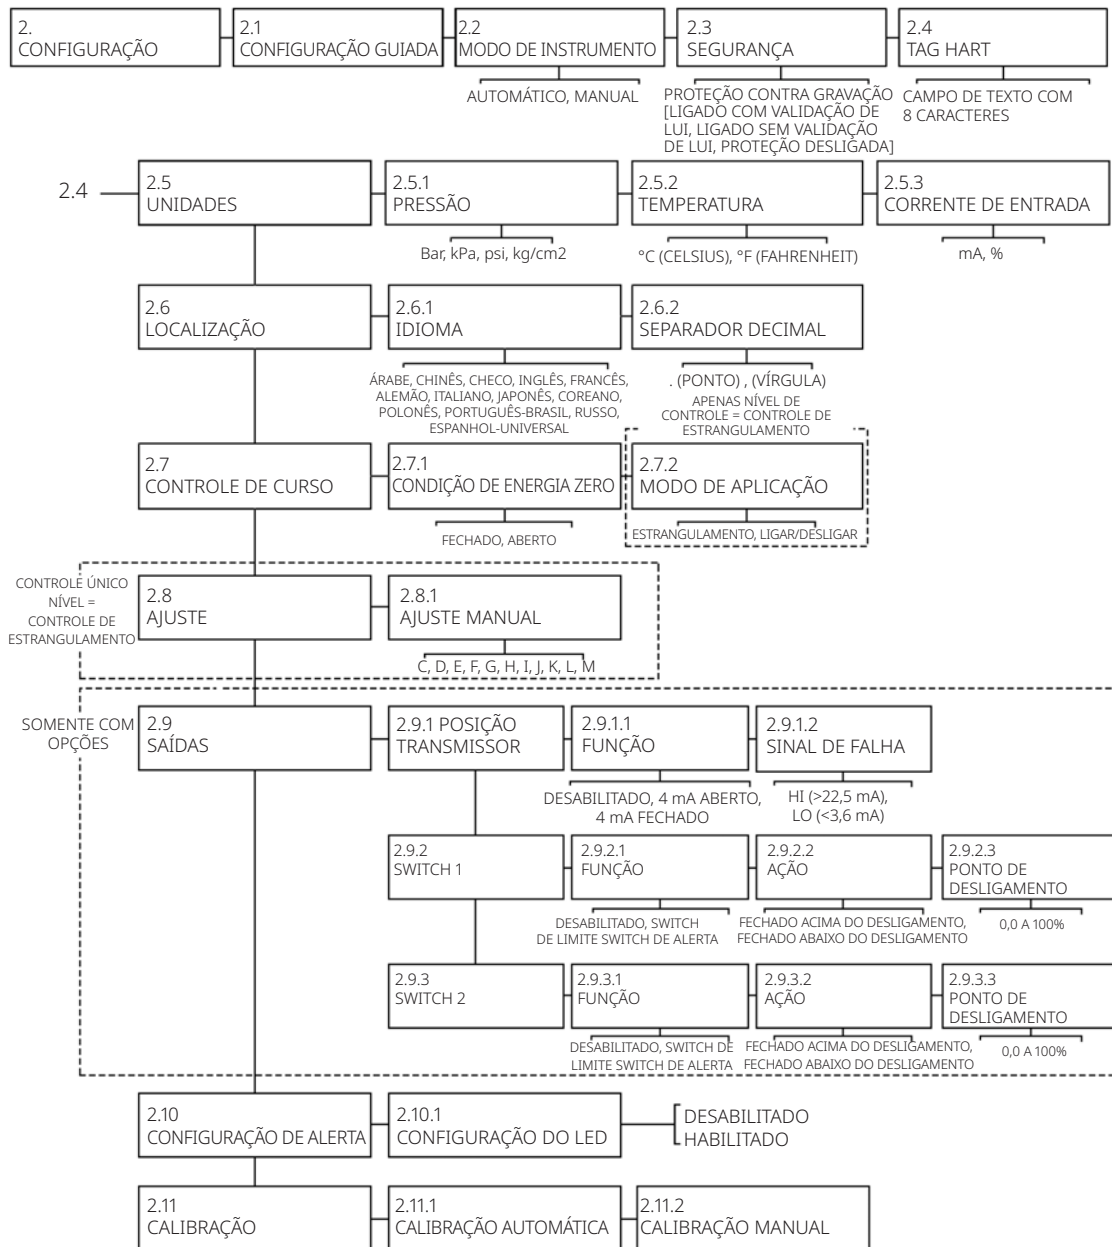 2.
CONFIGURAÇÃO
2.1
CONFIGURAÇÃO GUIADA
2.2
MODO DE INSTRUMENTO
2.3
SEGURANÇA
2.4
TAG HART
AUTOMÁTICO, MANUAL
PROTEÇÃO CONTRA GRAVAÇÃO
[LIGADO COM VALIDAÇÃO DE
LUI, LIGADO SEM VALIDAÇÃO
DE LUI, PROTEÇÃO DESLIGADA]
CAMPO DE TEXTO COM
8 CARACTERES
2.4
2.5
UNIDADES
2.5.1
PRESSÃO
2.5.2
TEMPERATURA
2.5.3
CORRENTE DE ENTRADA
Bar, kPa, psi, kg/cm2
°C (CELSIUS), °F (FAHRENHEIT)
mA, %
2.6
LOCALIZAÇÃO
2.6.1
IDIOMA
2.6.2
SEPARADOR DECIMAL
ÁRABE, CHINÊS, CHECO, INGLÊS, FRANCÊS,
ALEMÃO, ITALIANO, JAPONÊS, COREANO,
POLONÊS, PORTUGUÊS-BRASIL, RUSSO,
ESPANHOL-UNIVERSAL
. (PONTO) , (VÍRGULA)
APENAS NÍVEL DE
CONTROLE = CONTROLE DE
ESTRANGULAMENTO
2.7
CONTROLE DE CURSO
2.7.1
CONDIÇÃO DE ENERGIA ZERO
2.7.2
MODO DE APLICAÇÃO
FECHADO, ABERTO
ESTRANGULAMENTO, LIGAR/DESLIGAR
CONTROLE ÚNICO
NÍVEL =
CONTROLE DE
ESTRANGULAMENTO
2.8
AJUSTE
2.8.1
AJUSTE MANUAL
C, D, E, F, G, H, I, J, K, L, M
SOMENTE COM
OPÇÕES
2.9
SAÍDAS
2.9.1 POSIÇÃO
TRANSMISSOR
2.9.1.1
FUNÇÃO
2.9.1.2
SINAL DE FALHA
DESABILITADO, 4 mA ABERTO,
4 mA FECHADO
HI (>22,5 mA),
LO (<3,6 mA)
2.9.2
SWITCH 1
2.9.2.1
FUNÇÃO
2.9.2.2
AÇÃO
2.9.2.3
PONTO DE
DESLIGAMENTO
DESABILITADO, SWITCH
DE LIMITE SWITCH DE ALERTA
FECHADO ACIMA DO DESLIGAMENTO,
FECHADO ABAIXO DO DESLIGAMENTO
0,0 A 100%
2.9.3
SWITCH 2
2.9.3.1
FUNÇÃO
2.9.3.2
AÇÃO
2.9.3.3
PONTO DE
DESLIGAMENTO
DESABILITADO, SWITCH DE
LIMITE SWITCH DE ALERTA
FECHADO ACIMA DO DESLIGAMENTO,
FECHADO ABAIXO DO DESLIGAMENTO
0,0 A 100%
2.10
CONFIGURAÇÃO DE ALERTA
2.10.1
CONFIGURAÇÃO DO LED
DESABILITADO
HABILITADO
2.11
CALIBRAÇÃO
2.11.1
CALIBRAÇÃO AUTOMÁTICA
2.11.2
CALIBRAÇÃO MANUAL